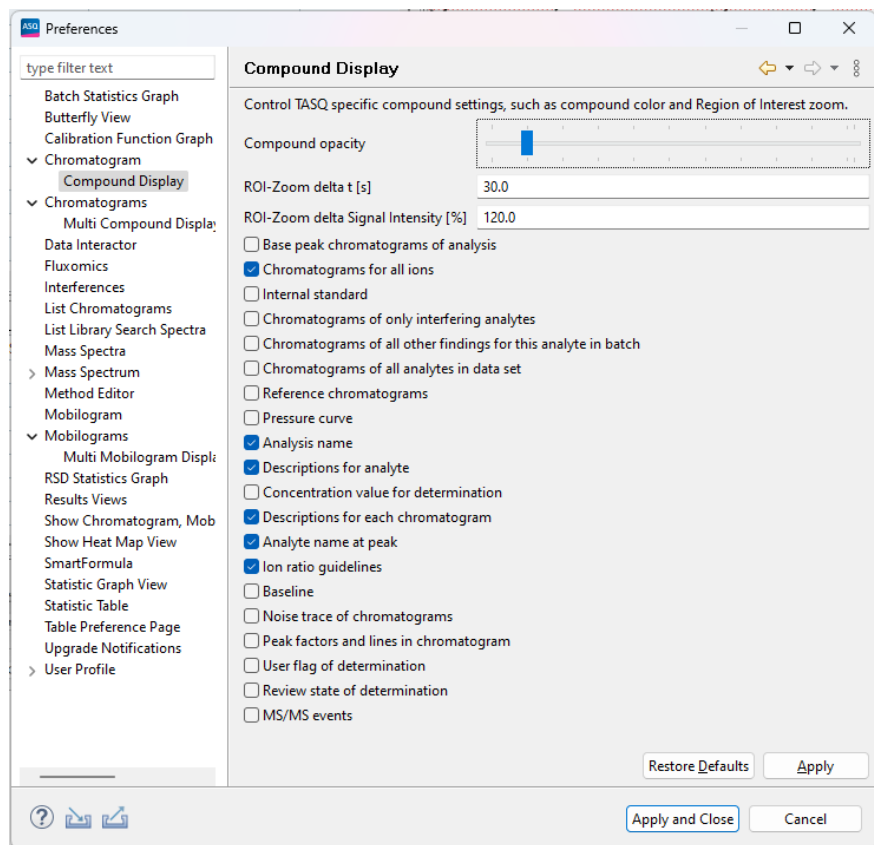 ASQ Preferences
type filter text
Batch Statistics Graph
Butterfly View
Calibration Function Graph
Chromatogram
Compound Display
Chromatograms
Multi Compound Display
Data Interactor
Fluxomics
Interferences
List Chromatograms
List Library Search Spectra
Mass Spectra
Mass Spectrum
Method Editor
Mobilogram
Mobilograms
Multi Mobilogram Displa
RSD Statistics Graph
Results Views
Show Chromatogram, Mob
Show Heat Map View
SmartFormula
Statistic Graph View
Statistic Table
Table Preference Page
Upgrade Notifications
User Profile
Compound Display
Control TASQ specific compound settings, such as compound color and Region of Interest zoom.
Compound opacity
ROI-Zoom delta t [s] 30.0
ROI-Zoom delta Signal Intensity [%] 120.0
Base peak chromatograms of analysis
Chromatograms for all ions
Internal standard
Chromatograms of only interfering analytes
Chromatograms of all other findings for this analyte in batch
Chromatograms of all analytes in data set
Reference chromatograms
Pressure curve
Analysis name
Descriptions for analyte
Concentration value for determination
Descriptions for each chromatogram
Analyte name at peak
Ion ratio guidelines
Baseline
Noise trace of chromatograms
Peak factors and lines in chromatogram
User flag of determination
Review state of determination
MS/MS events
Restore Defaults Apply
? Apply and Close Cancel